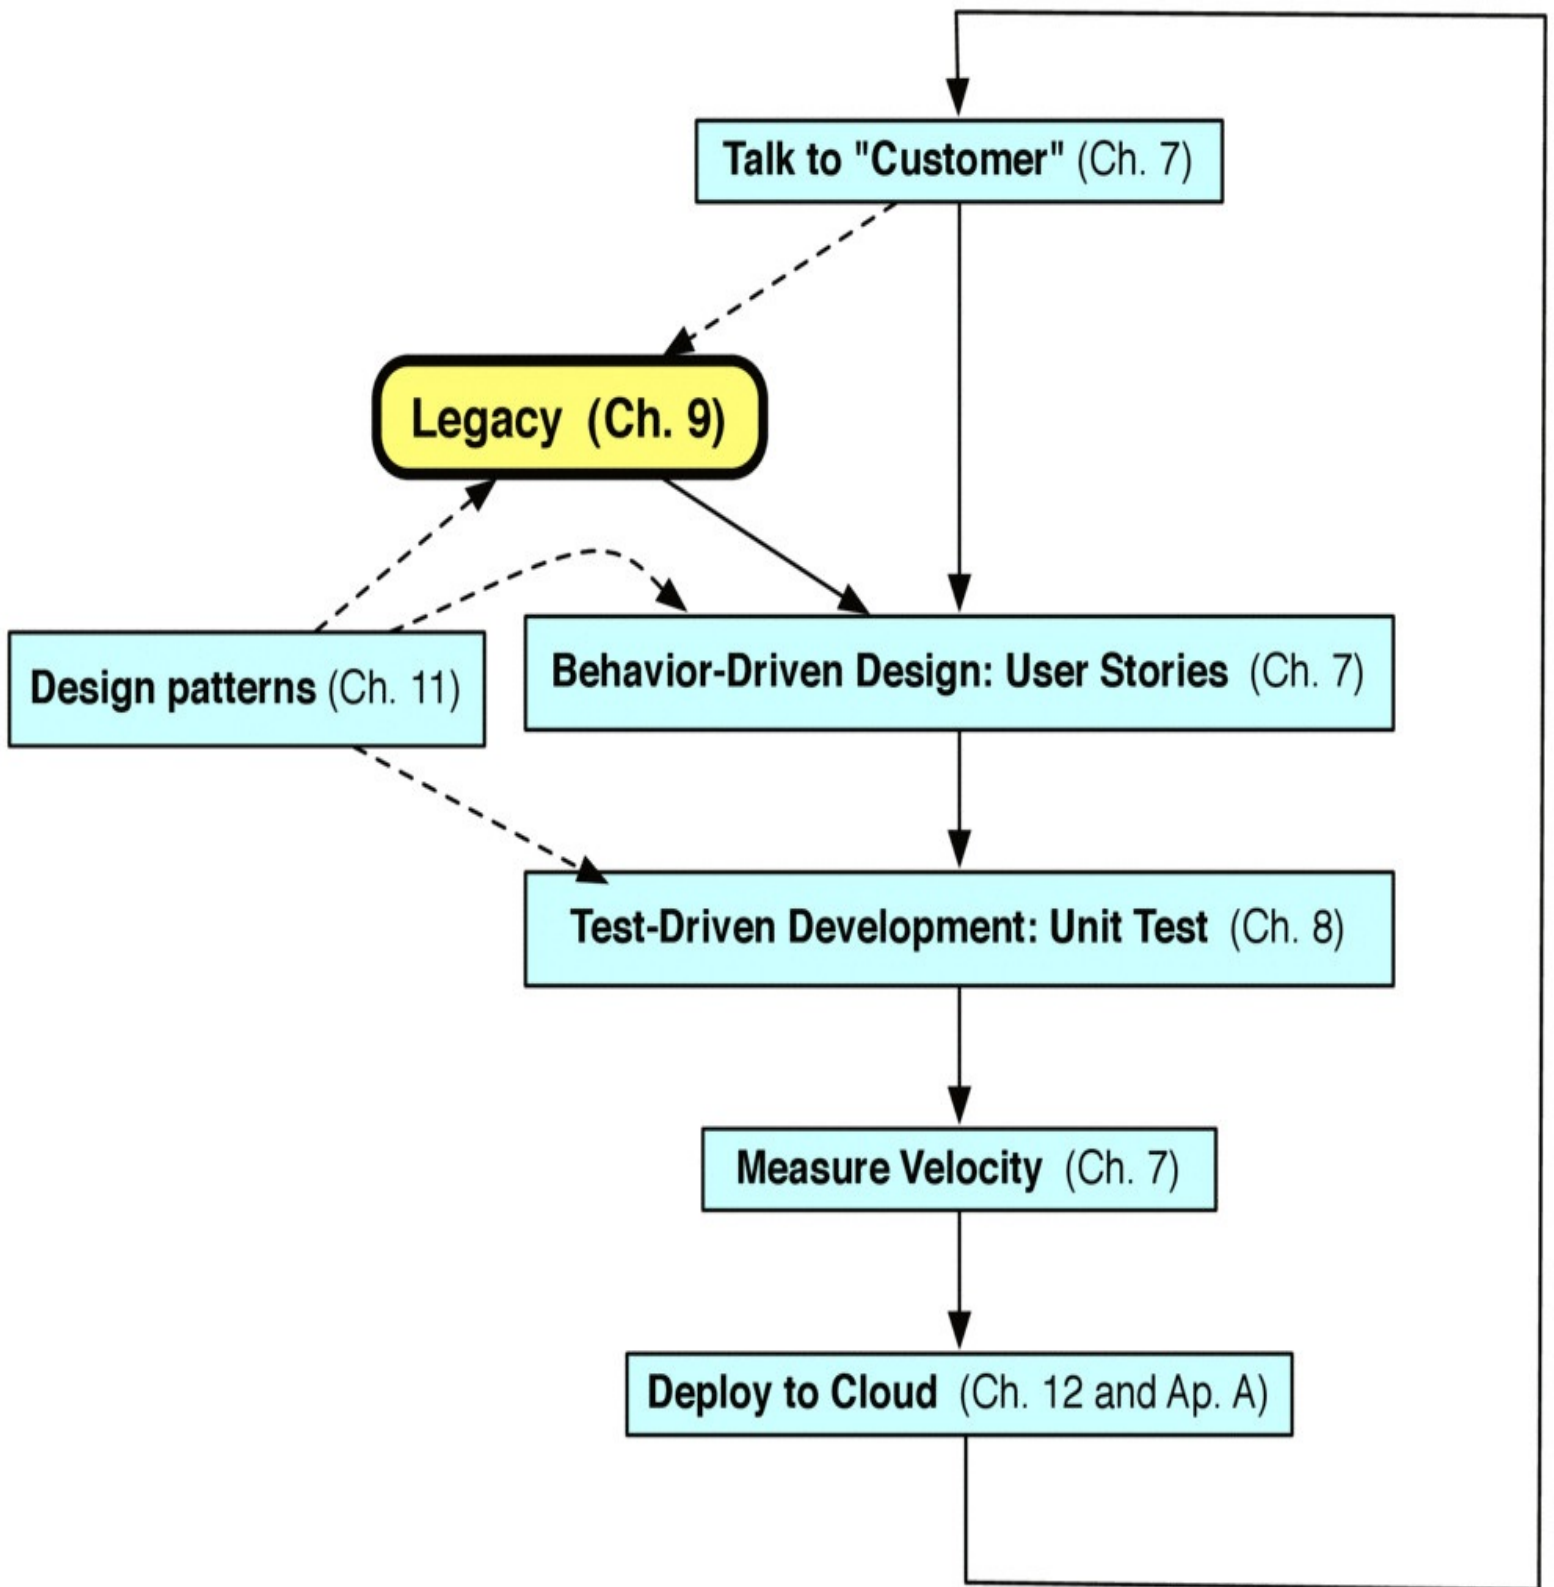 Talk to "Customer" (Ch. 7)
Legacy (Ch. 9)
Design patterns (Ch. 11)
Behavior-Driven Design: User Stories (Ch. 7)
Test-Driven Development: Unit Test (Ch. 8)
Measure Velocity (Ch. 7)
Deploy to Cloud (Ch. 12 and Ap. A)